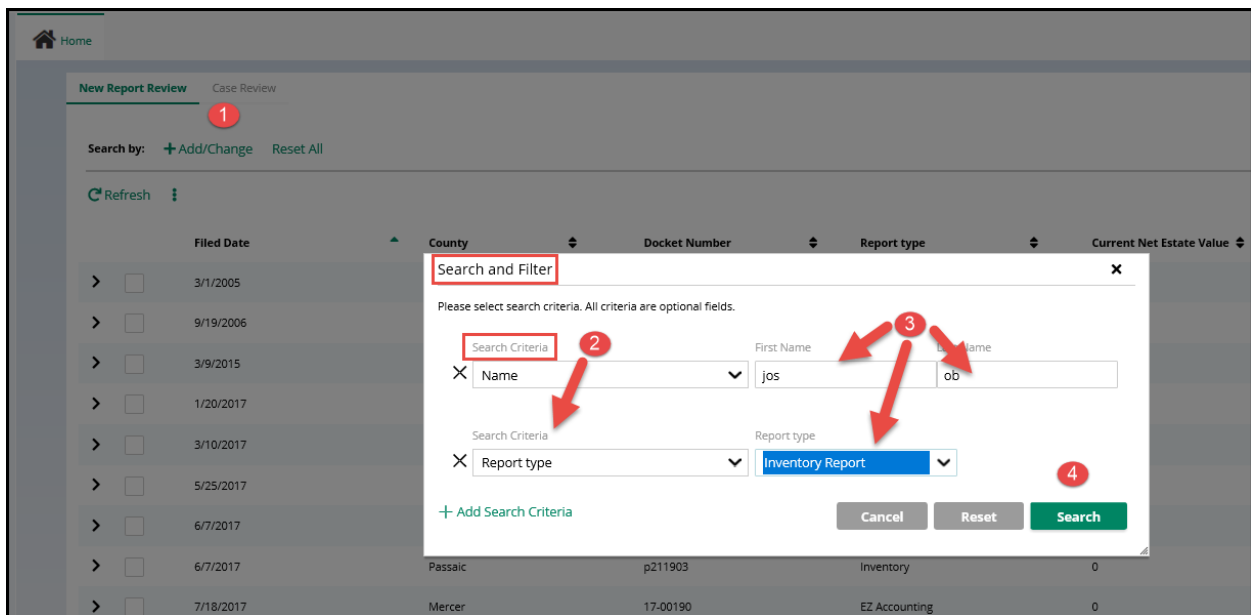 Home
New Report Review Case Review
1
Search by: +Add/Change Reset All
Refresh
Filed Date County Docket Number Report type Current Net Estate Value
Search and Filter
3/1/2005
Please select search criteria. All criteria are optional fields.
9/19/2006
Search Criteria 2 First Name 3 Name
3/9/2015
Name jos ob
1/20/2017
3/10/2017
Search Criteria Report type
Report type Inventory Report
5/25/2017
4
+ Add Search Criteria
6/7/2017
Cancel Reset Search
6/7/2017 Passaic p211903 Inventory 0
7/18/2017 Mercer 17-00190 EZ Accounting 0